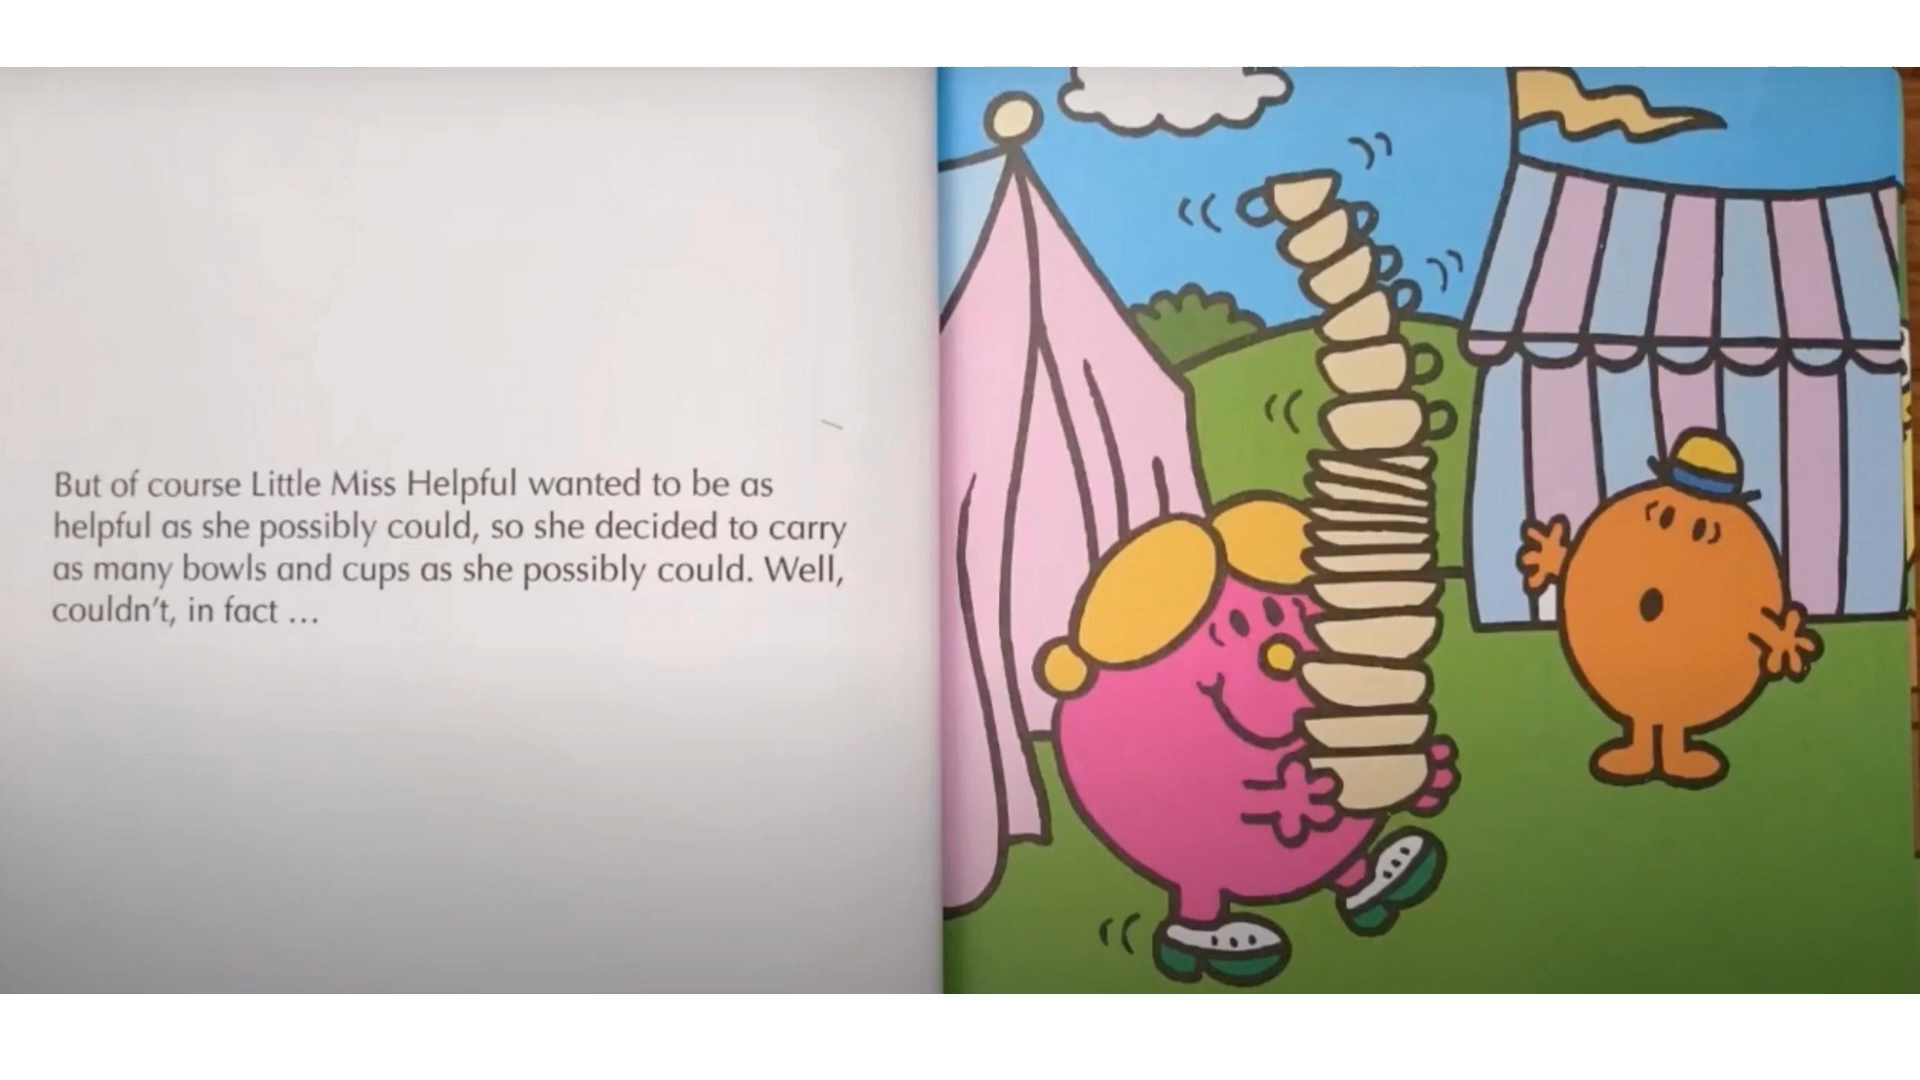 But of course Little Miss Helpful wanted to be as
helpful as she possibly could, so she decided to carry
as many bowls and cups as she possibly could. Well,
couldn't, in fact ...